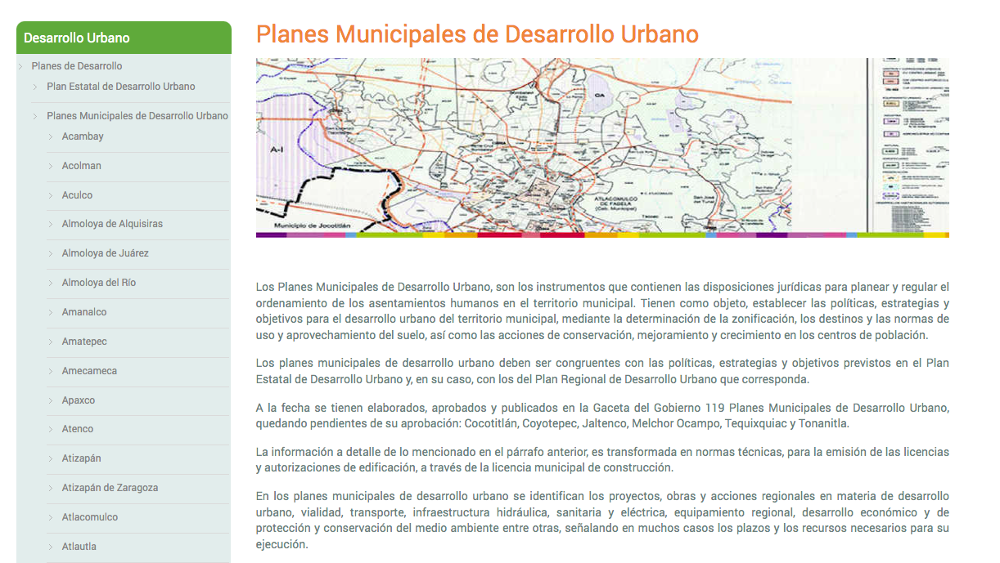 Desarrollo Urbano
Planes de Desarrollo
Plan Estatal de Desarrollo Urbano
Planes Municipales de Desarrollo Urbano
Acambay
Acolman
Aculco
Almoloya de Alquisiras
Almoloya de Juárez
Almoloya del Río
Amanalco
Amatepec
Amecameca
Apaxco
Atenco
Atizapán
Atizapán de Zaragoza
Atlacomulco
Atlautla
Planes Municipales de Desarrollo Urbano
CA
A-I
ATLACOMULCO
DE FABELA
(Cab. Municipal)
San José
del Tunal
Municipio de Jocotitlán
Los Planes Municipales de Desarrollo Urbano, son los instrumentos que contienen las disposiciones jurídicas para planear y regular el
ordenamiento de los asentamientos humanos en el territorio municipal. Tienen como objeto, establecer las políticas, estrategias y
objetivos para el desarrollo urbano del territorio municipal, mediante la determinación de la zonificación, los destinos y las normas de
uso y aprovechamiento del suelo, así como las acciones de conservación, mejoramiento y crecimiento en los centros de población.
Los planes municipales de desarrollo urbano deben ser congruentes con las políticas, estrategias y objetivos previstos en el Plan
Estatal de Desarrollo Urbano y, en su caso, con los del Plan Regional de Desarrollo Urbano que corresponda.
A la fecha se tienen elaborados, aprobados y publicados en la Gaceta del Gobierno 119 Planes Municipales de Desarrollo Urbano,
quedando pendientes de su aprobación: Cocotitlán, Coyotepec, Jaltenco, Melchor Ocampo, Tequixquiac y Tonanitla.
La información a detalle de lo mencionado en el párrafo anterior, es transformada en normas técnicas, para la emisión de las licencias
y autorizaciones de edificación, a través de la licencia municipal de construcción.
En los planes municipales de desarrollo urbano se identifican los proyectos, obras y acciones regionales en materia de desarrollo
urbano, vialidad, transporte, infraestructura hidráulica, sanitaria y eléctrica, equipamiento regional, desarrollo económico y de
protección y conservación del medio ambiente entre otras, señalando en muchos casos los plazos y los recursos necesarios para su
ejecución.